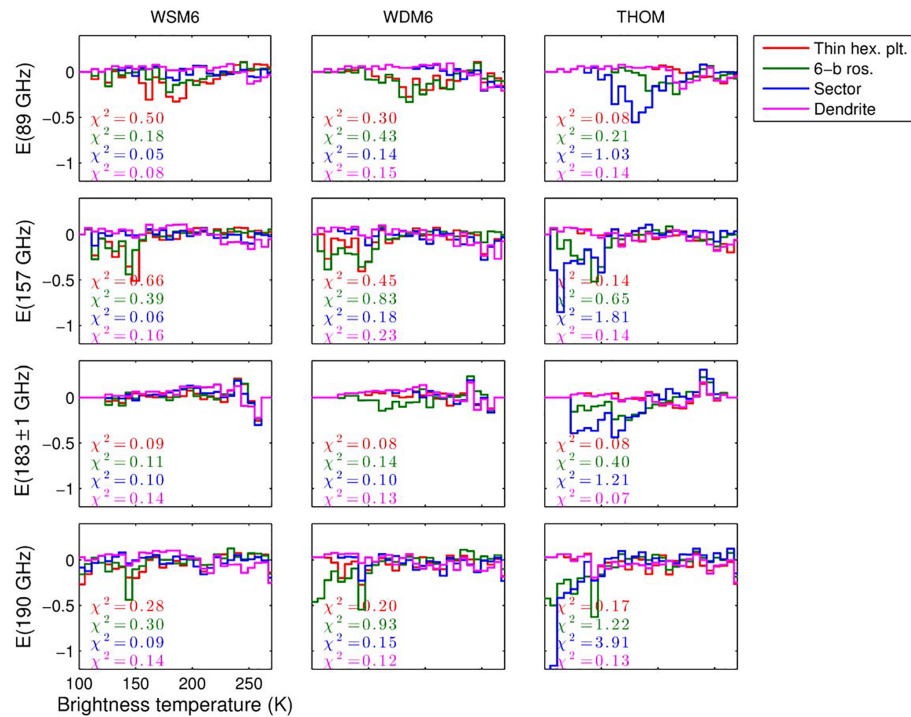 WSM6 WDM6 THOM
Thin hex. plt.
6−b ros.
Sector
Dendrite
E(89 GHz)
0
−0.5
−1
χ² = 0.50 χ² = 0.30 χ² = 0.08
χ² = 0.18 χ² = 0.43 χ² = 0.21
χ² = 0.05 χ² = 0.14 χ² = 1.03
χ² = 0.08 χ² = 0.15 χ² = 0.14
E(157 GHz)
0
−0.5
−1
χ² = 0.66 χ² = 0.45 χ² = 0.14
χ² = 0.39 χ² = 0.83 χ² = 0.65
χ² = 0.06 χ² = 0.18 χ² = 1.81
χ² = 0.16 χ² = 0.23 χ² = 0.14
E(183±1 GHz)
0
−0.5
−1
χ² = 0.09 χ² = 0.08 χ² = 0.08
χ² = 0.11 χ² = 0.14 χ² = 0.40
χ² = 0.10 χ² = 0.10 χ² = 1.21
χ² = 0.14 χ² = 0.13 χ² = 0.07
E(190 GHz)
0
−0.5
−1
χ² = 0.28 χ² = 0.20 χ² = 0.17
χ² = 0.30 χ² = 0.93 χ² = 1.22
χ² = 0.09 χ² = 0.15 χ² = 3.91
χ² = 0.14 χ² = 0.12 χ² = 0.13
100 150 200 250
Brightness temperature (K)